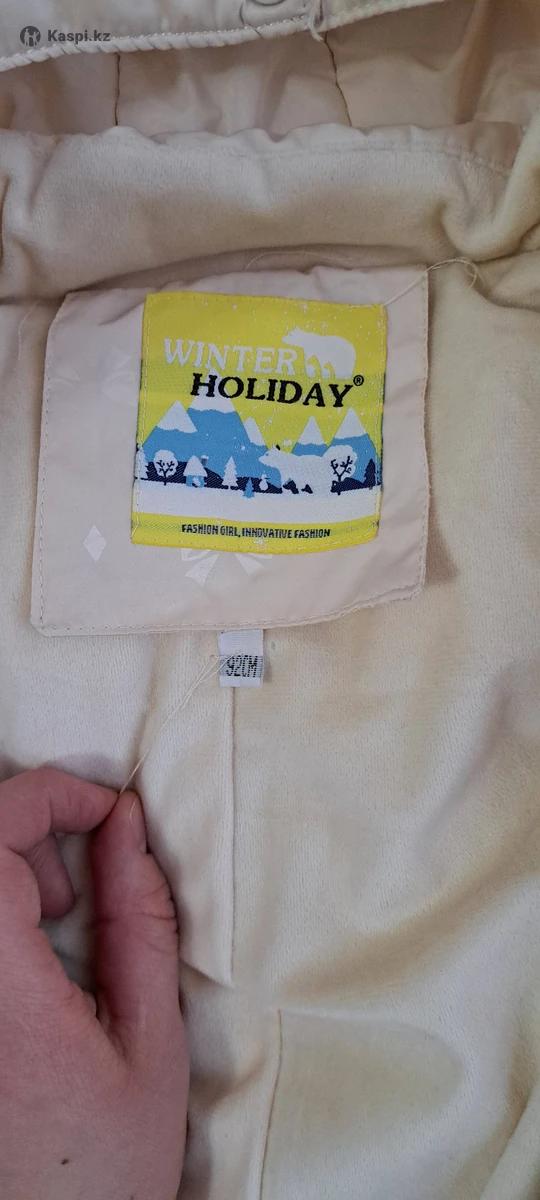 Kaspi.kz
WINTER
HOLIDAY®
FASHION GIRL, INNOVATIVE FASHION
92CM